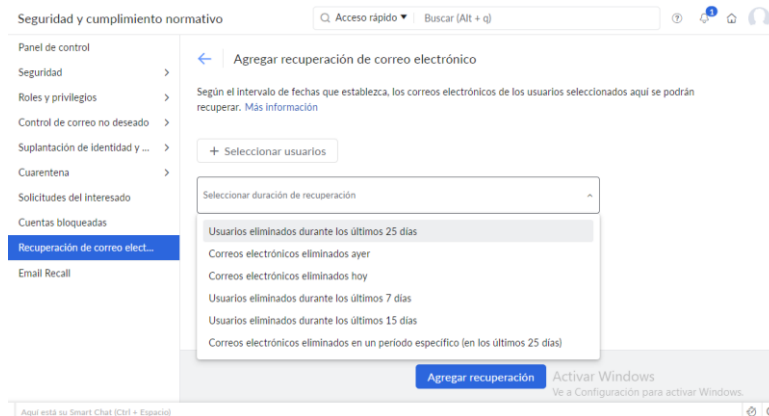 Seguridad y cumplimiento normativo
Acceso rápido
Buscar (Alt + q)
1
Panel de control
Seguridad
Roles y privilegios
Control de correo no deseado
Suplantación de identidad y ...
Cuarentena
Solicitudes del interesado
Cuentas bloqueadas
Recuperación de correo elect...
Email Recall
Agregar recuperación de correo electrónico
Según el intervalo de fechas que establezca, los correos electrónicos de los usuarios seleccionados aquí se podrán
recuperar. Más información
+ Seleccionar usuarios
Seleccionar duración de recuperación
Usuarios eliminados durante los últimos 25 días
Correos electrónicos eliminados ayer
Correos electrónicos eliminados hoy
Usuarios eliminados durante los últimos 7 días
Usuarios eliminados durante los últimos 15 días
Correos electrónicos eliminados en un período específico (en los últimos 25 días)
Agregar recuperación
Activar Windows
Ve a Configuración para activar Windows.
Aquí está su Smart Chat (Ctrl + Espacio)